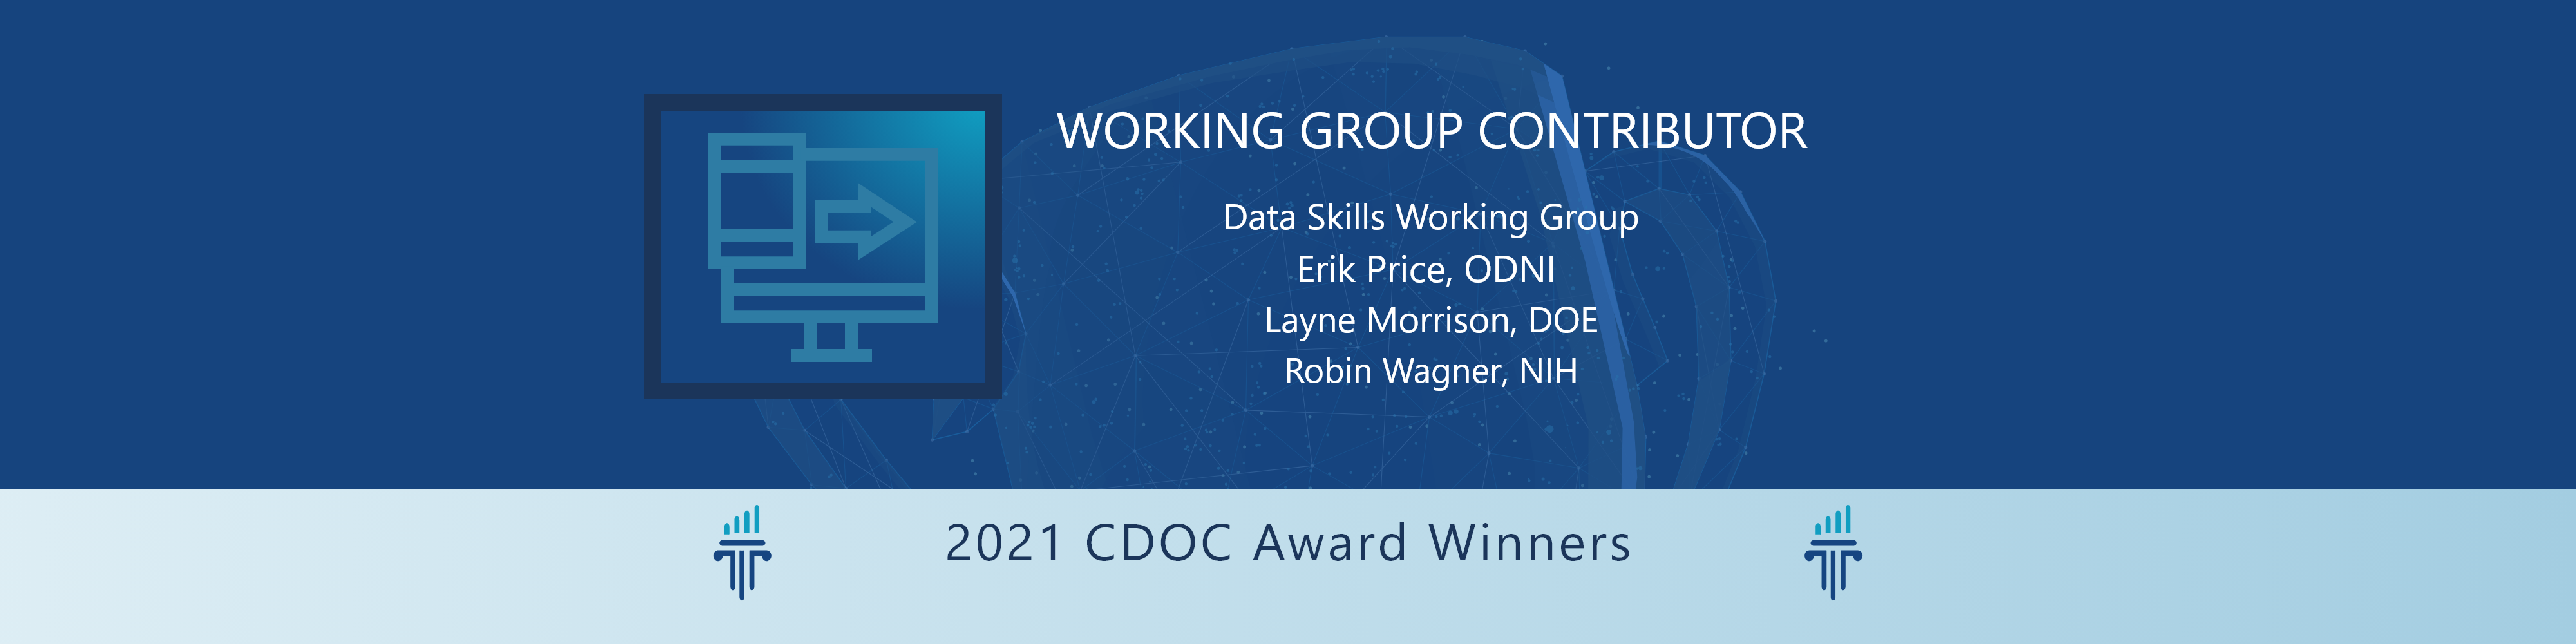 WORKING GROUP CONTRIBUTOR
Data Skills Working Group
Erik Price, ODNI
Layne Morrison, DOE
Robin Wagner, NIH
2021 CDOC Award Winners